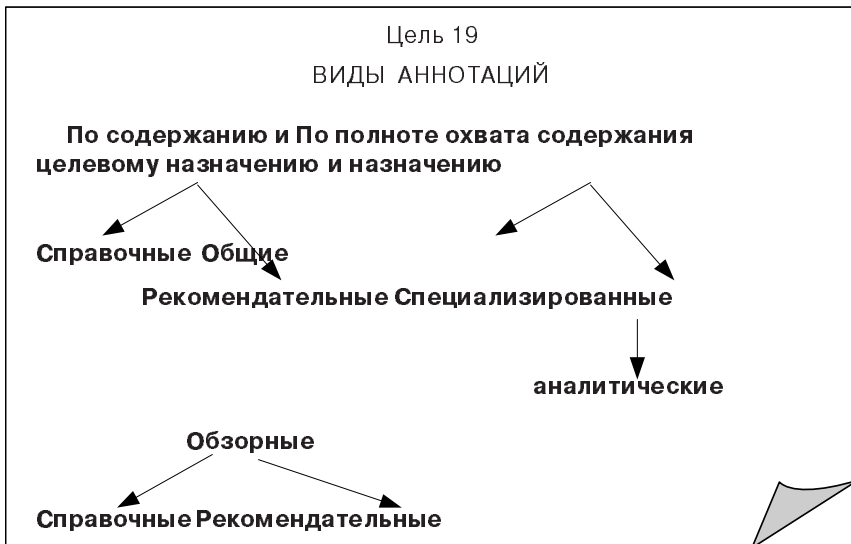 Цель 19
ВИДЫ АННОТАЦИЙ
По содержанию и По полноте охвата содержания
целевому назначению и назначению
Справочные Общие
Рекомендательные Специализированные
аналитические
Обзорные
Справочные Рекомендательные